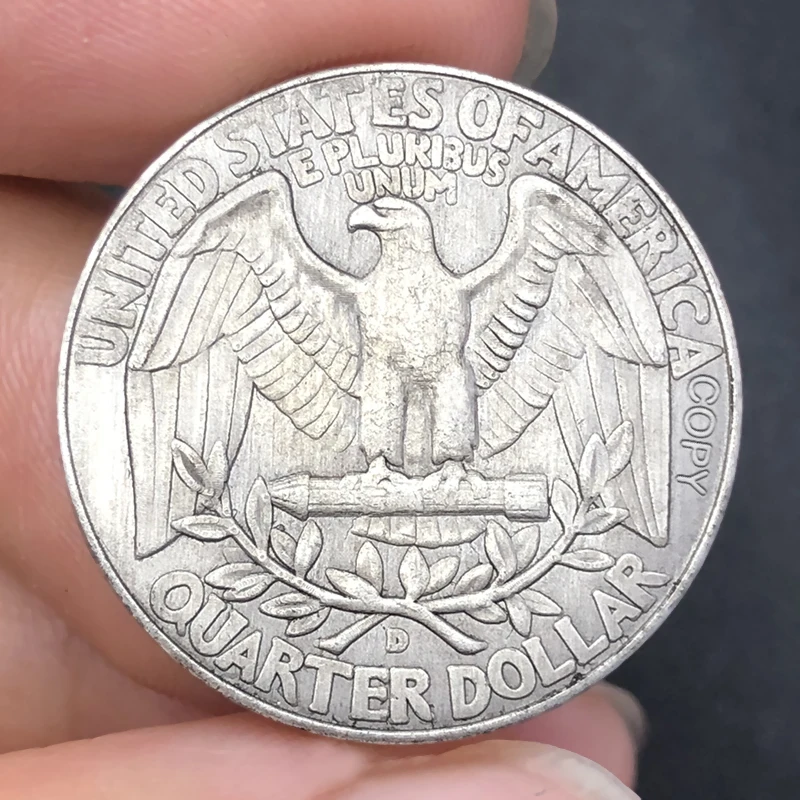 UNITED STATES OF AMERICA
COPY
E PLURIBUS
UNUM
D
QUARTER DOLLAR